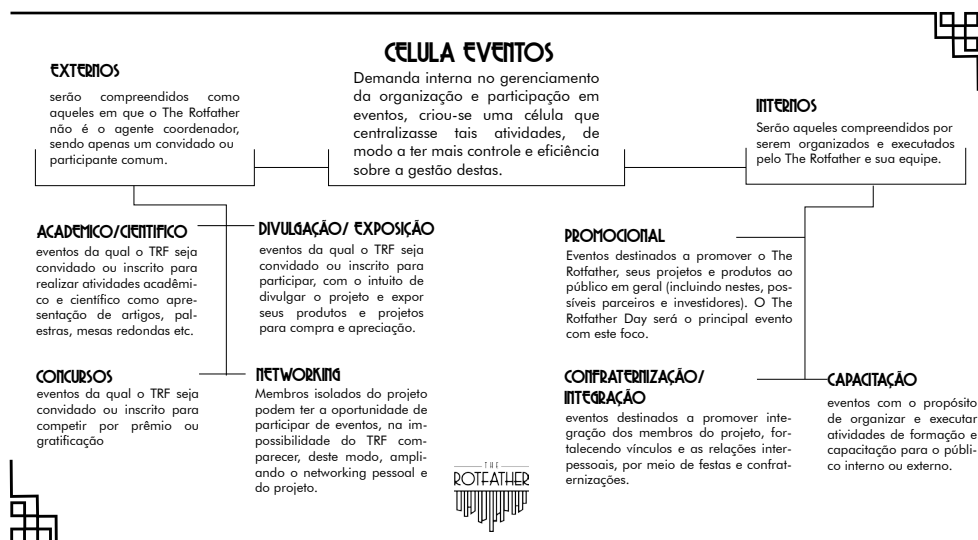 CELULA EVENTOS
Demanda interna no gerenciamento
da organização e participação em
eventos, criou-se uma célula que
centralizasse tais atividades, de
modo a ter mais controle e eficiência
sobre a gestão destas.
EXTERNOS
serão compreendidos como
aqueles em que o The Rotfather
não é o agente coordenador,
sendo apenas um convidado ou
participante comum.
ACADEMICO/CIENTIFICO
eventos da qual o TRF seja
convidado ou inscrito para
realizar atividades acadêmi-
co e científico como apre-
sentação de artigos, pal-
estras, mesas redondas etc.
DIVULGAÇÃO/ EXPOSIÇÃO
eventos da qual o TRF seja
convidado ou inscrito para
participar, com o intuito de
divulgar o projeto e expor
seus produtos e projetos
para compra e apreciação.
CONCURSOS
eventos da qual o TRF seja
convidado ou inscrito para
competir por prêmio ou
gratificação
NETWORKING
Membros isolados do projeto
podem ter a oportunidade de
participar de eventos, na im-
possibilidade do TRF com-
parecer, deste modo, ampli-
ando o networking pessoal e
do projeto.
INTERNOS
Serão aqueles compreendidos por
serem organizados e executados
pelo The Rotfather e sua equipe.
PROMOCIONAL
Eventos destinados a promover o The
Rotfather, seus projetos e produtos ao
público em geral (incluindo nestes, pos-
síveis parceiros e investidores). O The
Rotfather Day será o principal evento
com este foco.
CONFRATERNIZAÇÃO/
INTEGRAÇÃO
eventos destinados a promover inte-
gração dos membros do projeto, for-
talecendo vínculos e as relações inter-
pessoais, por meio de festas e confrat-
ernizações.
CAPACITAÇÃO
eventos com o propósito
de organizar e executar
atividades de formação e
capacitação para o públi-
co interno ou externo.
THE
ROTFATHER